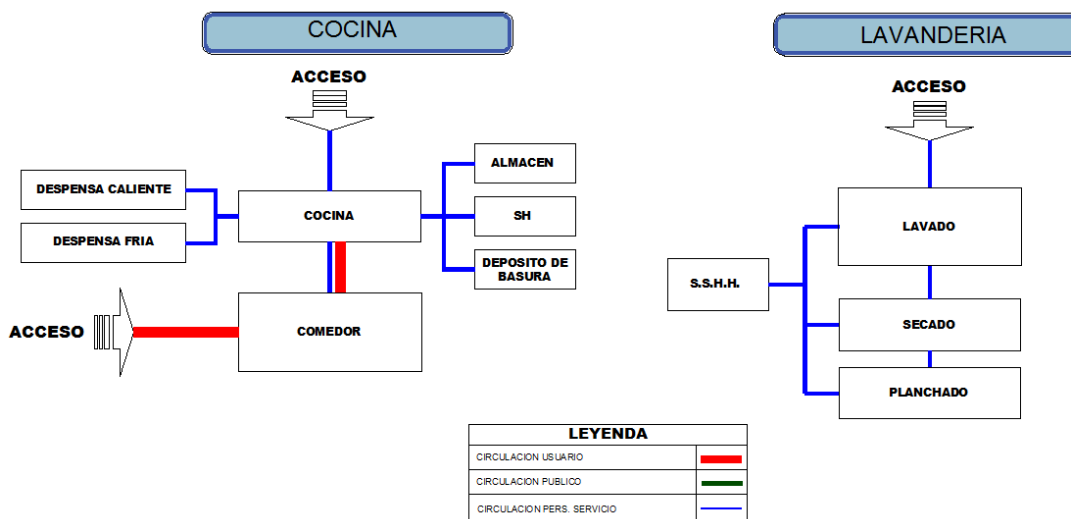 COCINA
ACCESO
DESPENSA CALIENTE
DESPENSA FRIA
COCINA
ALMACEN
SH
DEPOSITO DE
BASURA
ACCESO
COMEDOR
LAVANDERIA
ACCESO
LAVADO
S.S.H.H.
SECADO
PLANCHADO
LEYENDA
CIRCULACION USUARIO
CIRCULACION PUBLICO
CIRCULACION PERS. SERVICIO